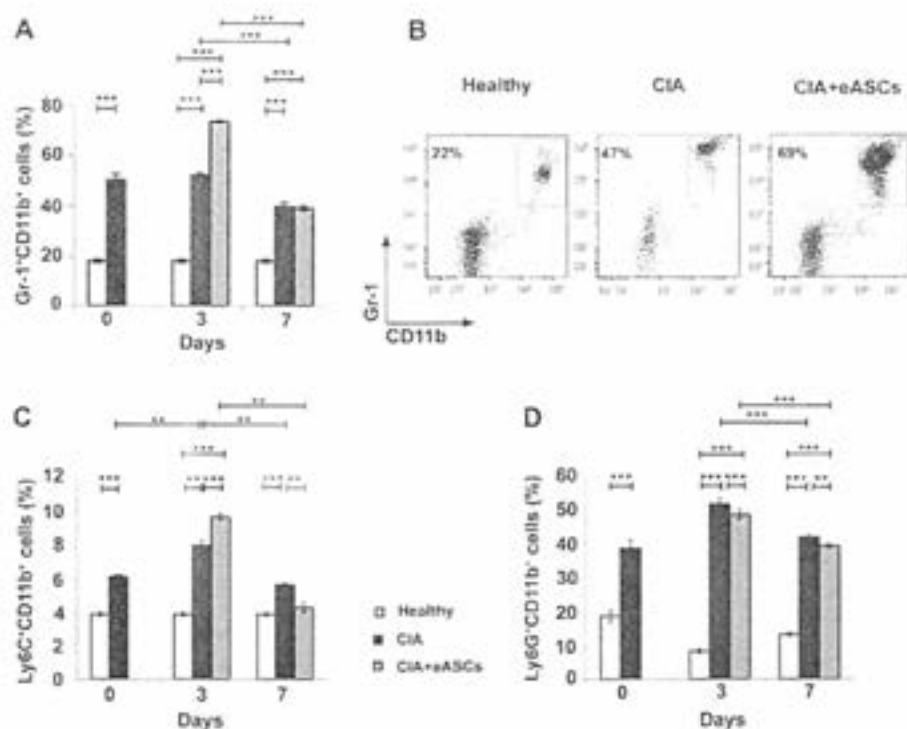 A
Gr-1⁺CD11b⁺ cells (%)
80
60
40
20
0
*** *** *** *** *** *** *** ***
0 3 7
Days
B
Healthy CIA CIA+eASCs
22% 47% 69%
Gr-1
CD11b
C
Ly6C⁺CD11b⁺ cells (%)
12
10
8
6
4
2
0
** ** **
***
***
0 3 7
Days
Healthy
CIA
CIA+eASCs
D
Ly6G⁺CD11b⁺ cells (%)
60
50
40
30
20
10
0
*** *** *** ***
*** *** *** *** **
0 3 7
Days